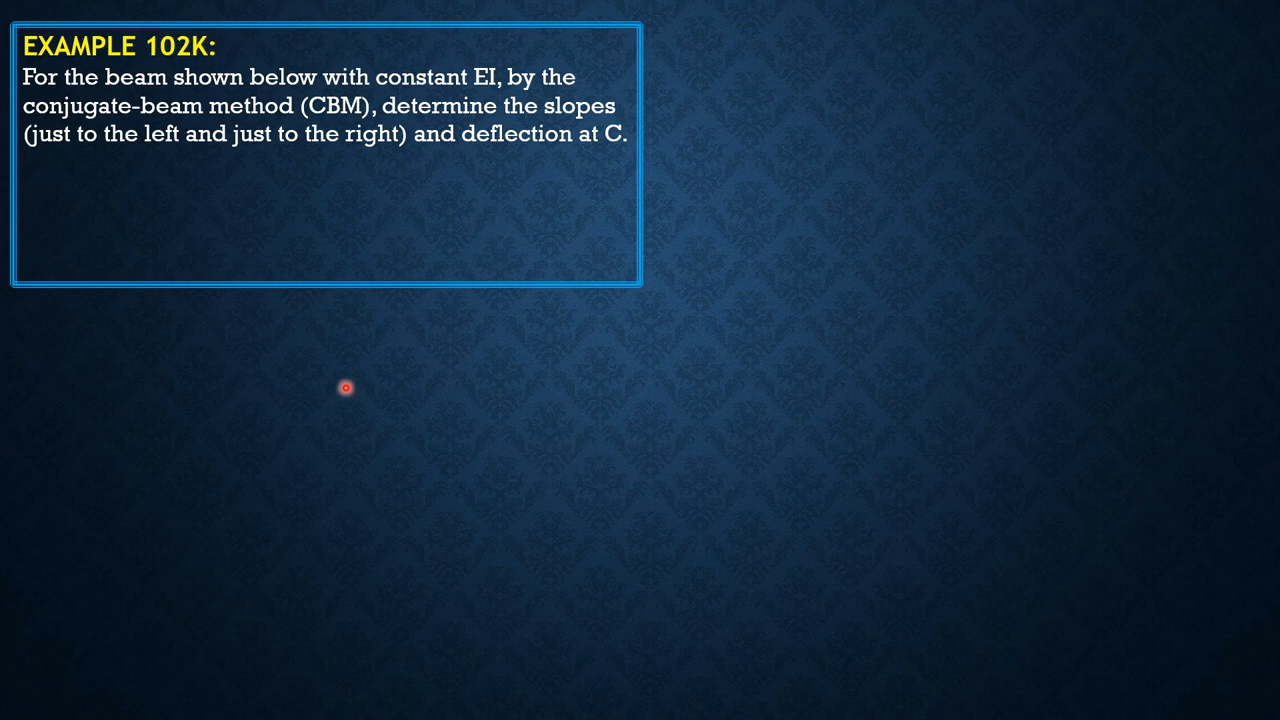 EXAMPLE 102K:
For the beam shown below with constant EI, by the
conjugate-beam method (CBM), determine the slopes
(just to the left and just to the right) and deflection at C.